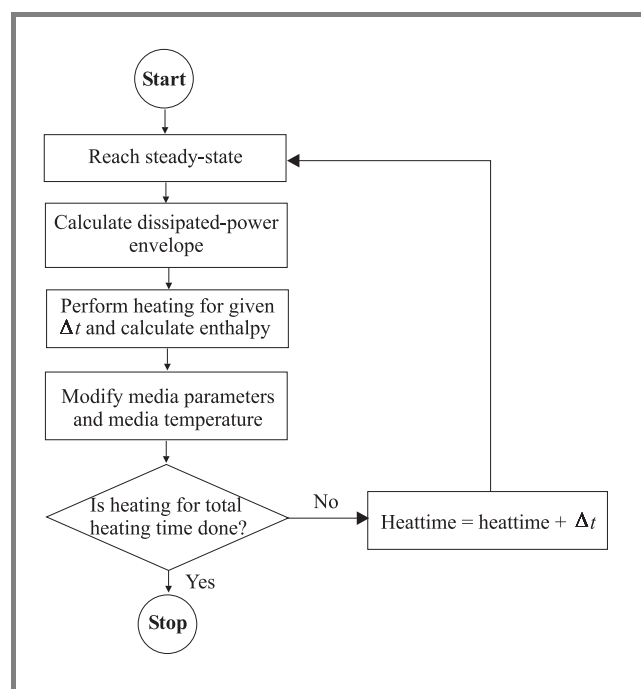 Start
Reach steady-state
Calculate dissipated-power
envelope
Perform heating for given
Δt and calculate enthalpy
Modify media parameters
and media temperature
Is heating for total
heating time done?
No
Heattime = heattime + Δt
Yes
Stop